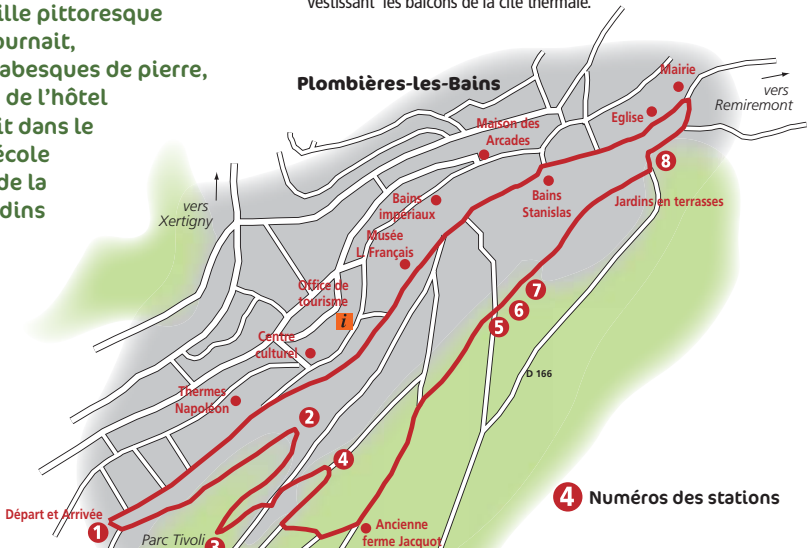 ille pittoresque
ournait,
abesques de pierre,
de l'hôtel
it dans le
école
de la
dins
vestissant les balcons de la cité thermale.
Plombières-les-Bains
Mairie
vers
Remiremont
Eglise
Maison des
Arcades
8
Bains
Stanislas
Jardins en terrasses
vers
Xertigny
Bains
impériaux
Musée
L. Français
Office de
tourisme
i
7
6
5
Centre
culturel
D 166
Thermes
Napoléon
2
4
4 Numéros des stations
Départ et Arrivée
1
Parc Tivoli
3
Ancienne
ferme Jacquot